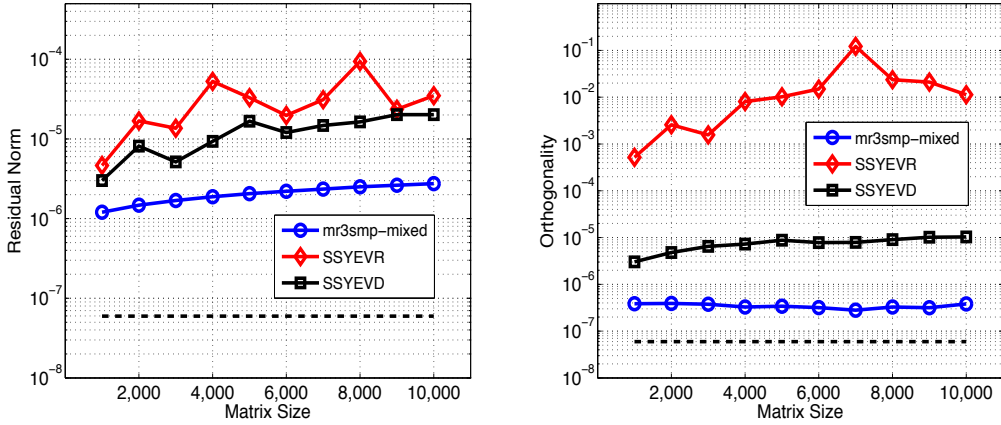 Residual Norm
10^-4
10^-5
10^-6
10^-7
10^-8
mr3smp-mixed
SSYEVR
SSYEVD
2,000 4,000 6,000 8,000 10,000
Matrix Size
Orthogonality
10^-1
10^-2
10^-3
10^-4
10^-5
10^-6
10^-7
10^-8
mr3smp-mixed
SSYEVR
SSYEVD
2,000 4,000 6,000 8,000 10,000
Matrix Size